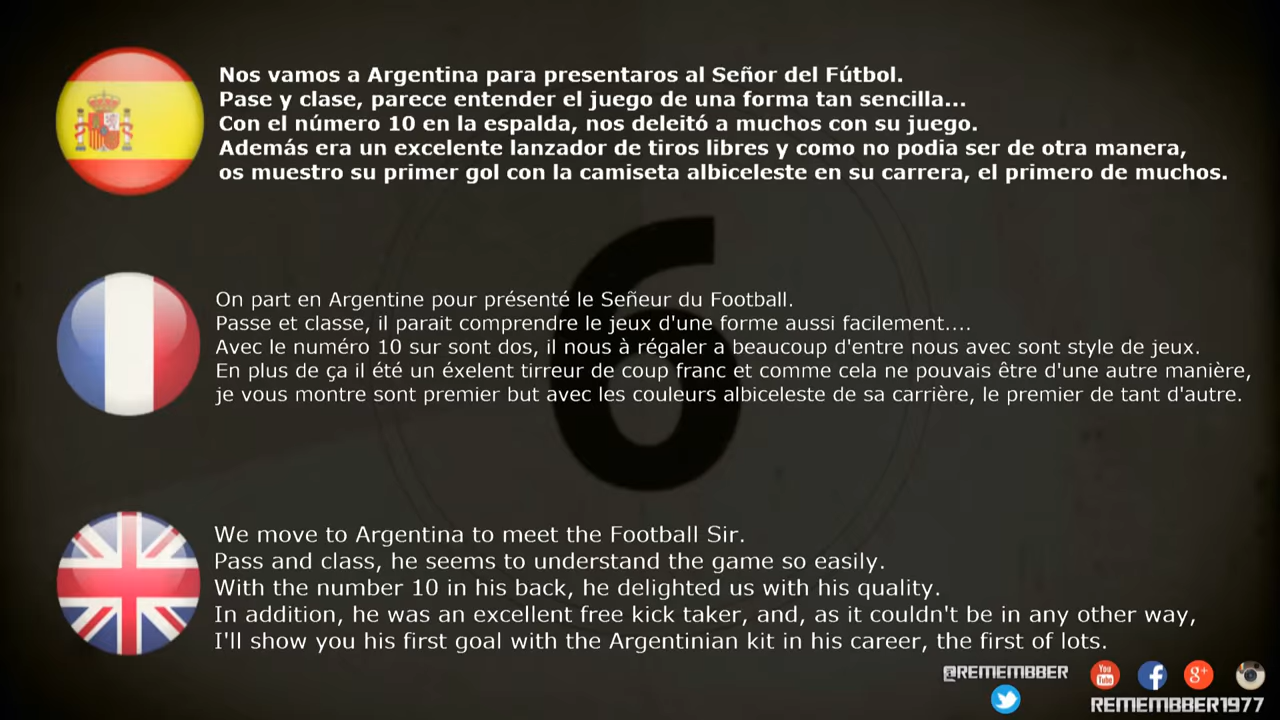 Nos vamos a Argentina para presentaros al Señor del Fútbol.
Pase y clase, parece entender el juego de una forma tan sencilla...
Con el número 10 en la espalda, nos deleitó a muchos con su juego.
Además era un excelente lanzador de tiros libres y como no podia ser de otra manera,
os muestro su primer gol con la camiseta albiceleste en su carrera, el primero de muchos.
6
On part en Argentine pour présenté le Señeur du Football.
Passe et classe, il parait comprendre le jeux d'une forme aussi facilement....
Avec le numéro 10 sur sont dos, il nous à régaler a beaucoup d'entre nous avec sont style de jeux.
En plus de ça il été un éxelent tirreur de coup franc et comme cela ne pouvais être d'une autre manière,
je vous montre sont premier but avec les couleurs albiceleste de sa carrière, le premier de tant d'autre.
We move to Argentina to meet the Football Sir.
Pass and class, he seems to understand the game so easily.
With the number 10 in his back, he delighted us with his quality.
In addition, he was an excellent free kick taker, and, as it couldn't be in any other way,
I'll show you his first goal with the Argentinian kit in his career, the first of lots.
@REMEMBBER
You Tube
f
g+
REMEMBBER1977